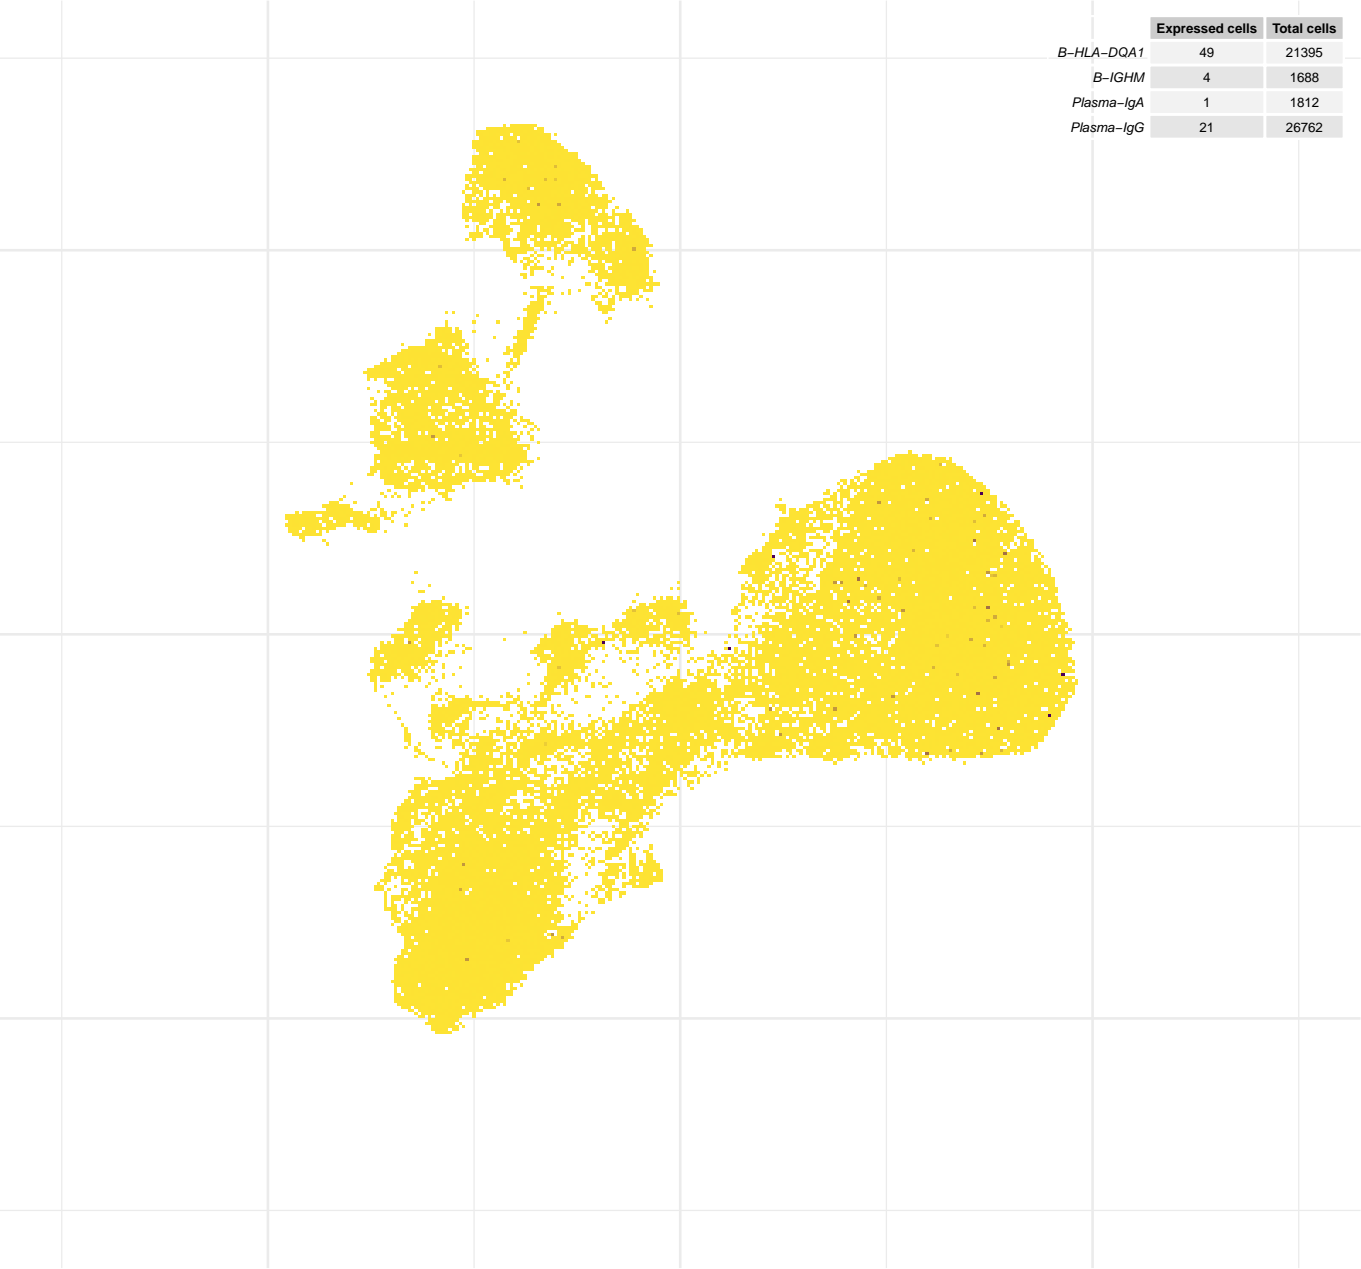 Expressed cells Total cells
B−HLA−DQA1 49 21395
B−IGHM 4 1688
Plasma−IgA 1 1812
Plasma−IgG 21 26762